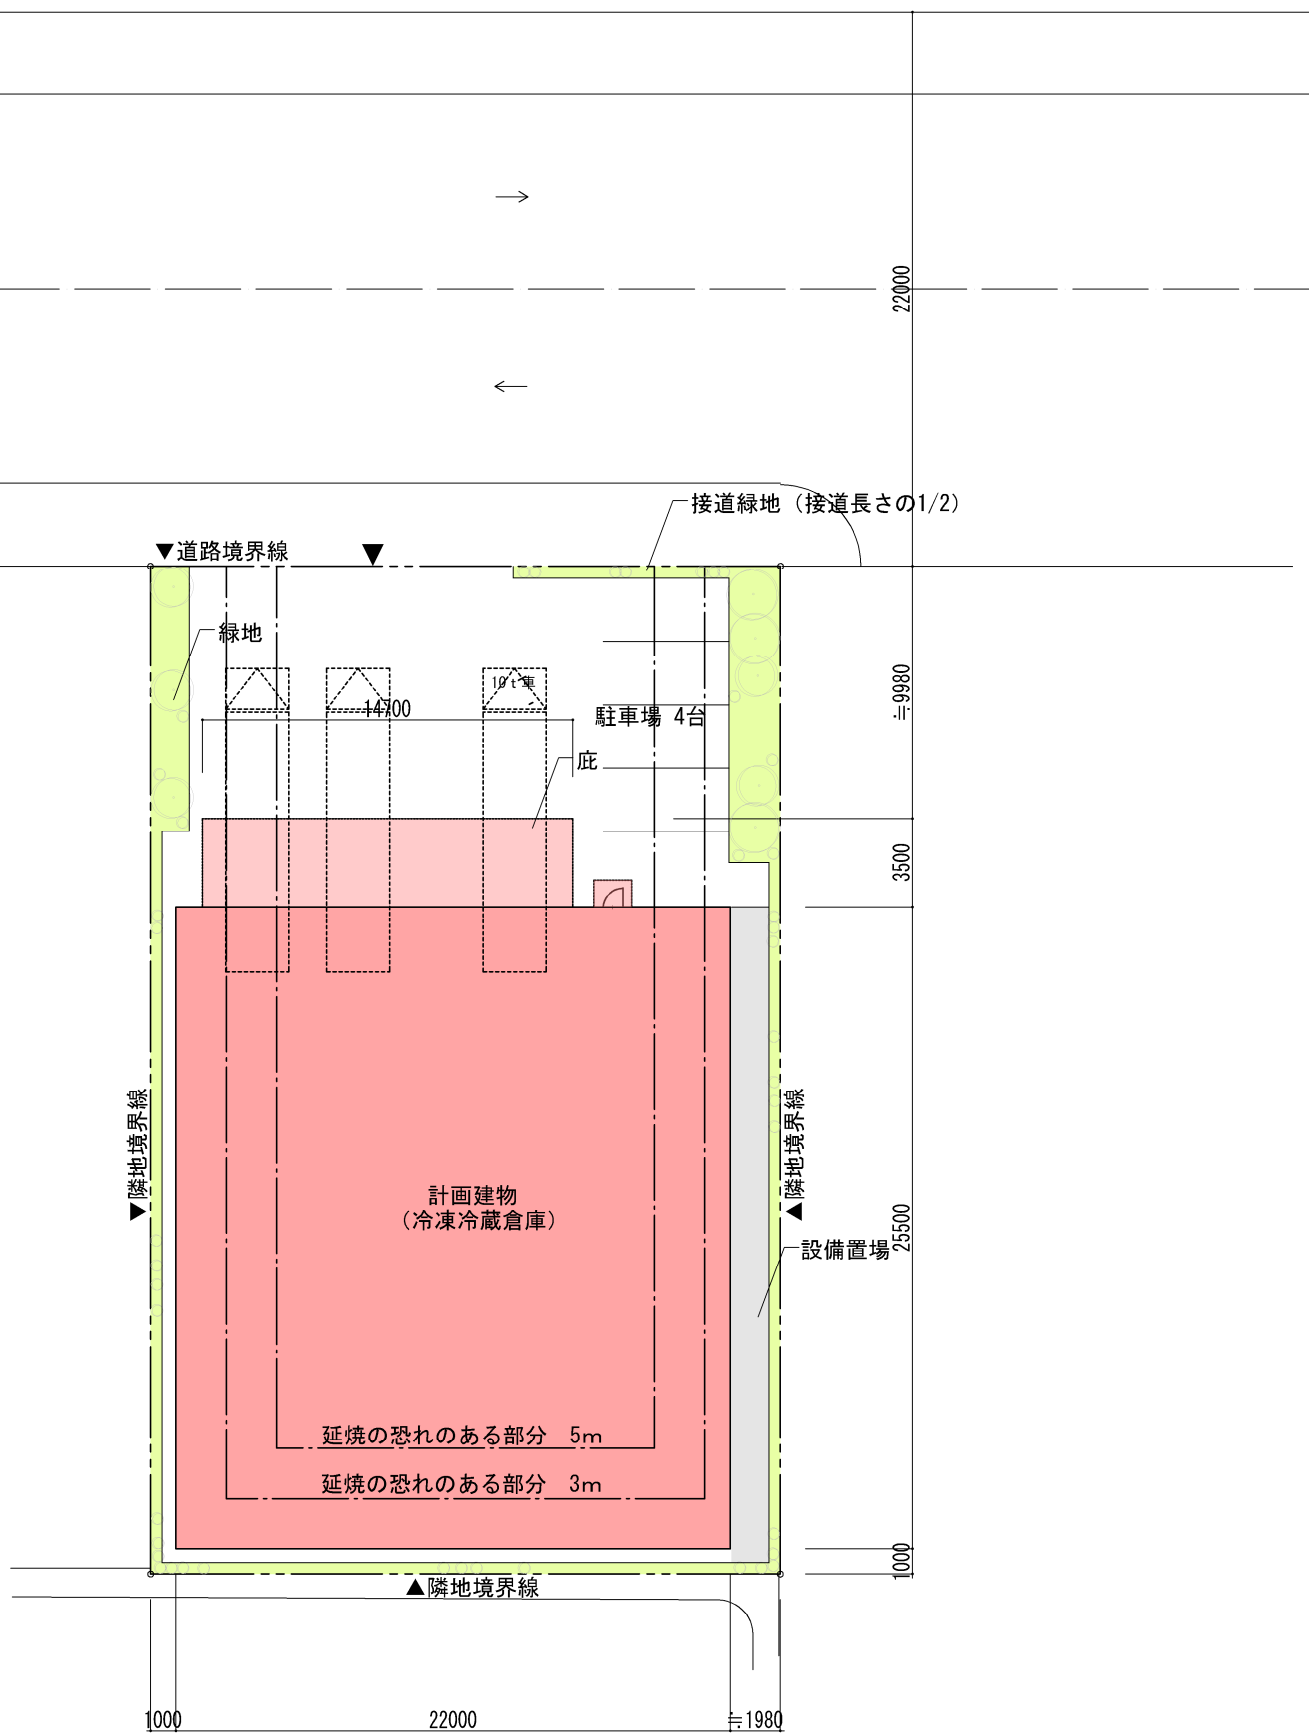 22000
接道緑地（接道長さの1/2）
▼道路境界線
緑地
10ｔ車
14700
駐車場 4台
≒9980
庇
3500
▼隣地境界線
▲隣地境界線
計画建物
（冷凍冷蔵倉庫）
25500
設備置場
延焼の恐れのある部分　5m
延焼の恐れのある部分　3m
1000
▲隣地境界線
1000
22000
≒1980